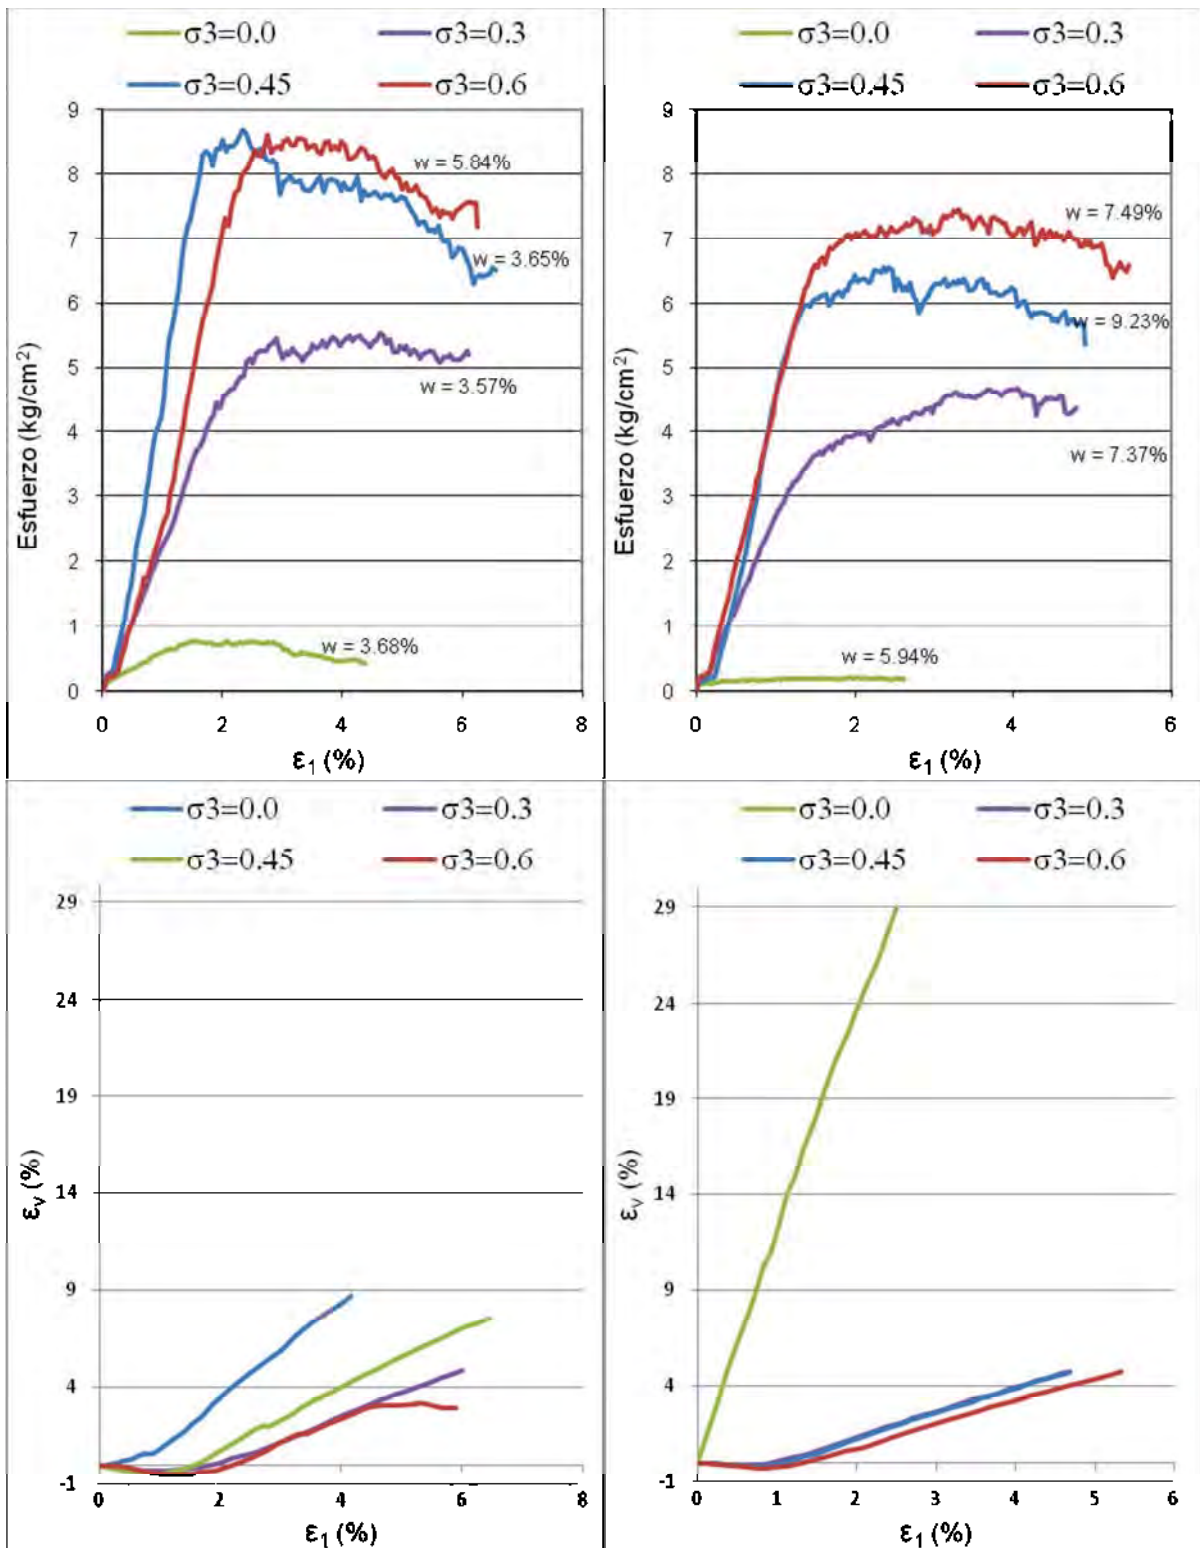 σ3=0.0 σ3=0.3
σ3=0.45 σ3=0.6
9
8
7
6
5
4
3
2
1
0
Esfuerzo (kg/cm²)
w = 5.84%
w = 3.65%
w = 3.57%
w = 3.68%
0 2 4 6 8
ε₁ (%)
σ3=0.0 σ3=0.3
σ3=0.45 σ3=0.6
9
8
7
6
5
4
3
2
1
0
Esfuerzo (kg/cm²)
w = 7.49%
w = 9.23%
w = 7.37%
w = 5.94%
0 2 4 6
ε₁ (%)
σ3=0.0 σ3=0.3
σ3=0.45 σ3=0.6
29
24
19
14
9
4
-1
εᵥ (%)
0 2 4 6 8
ε₁ (%)
σ3=0.0 σ3=0.3
σ3=0.45 σ3=0.6
29
24
19
14
9
4
-1
εᵥ (%)
0 1 2 3 4 5 6
ε₁ (%)